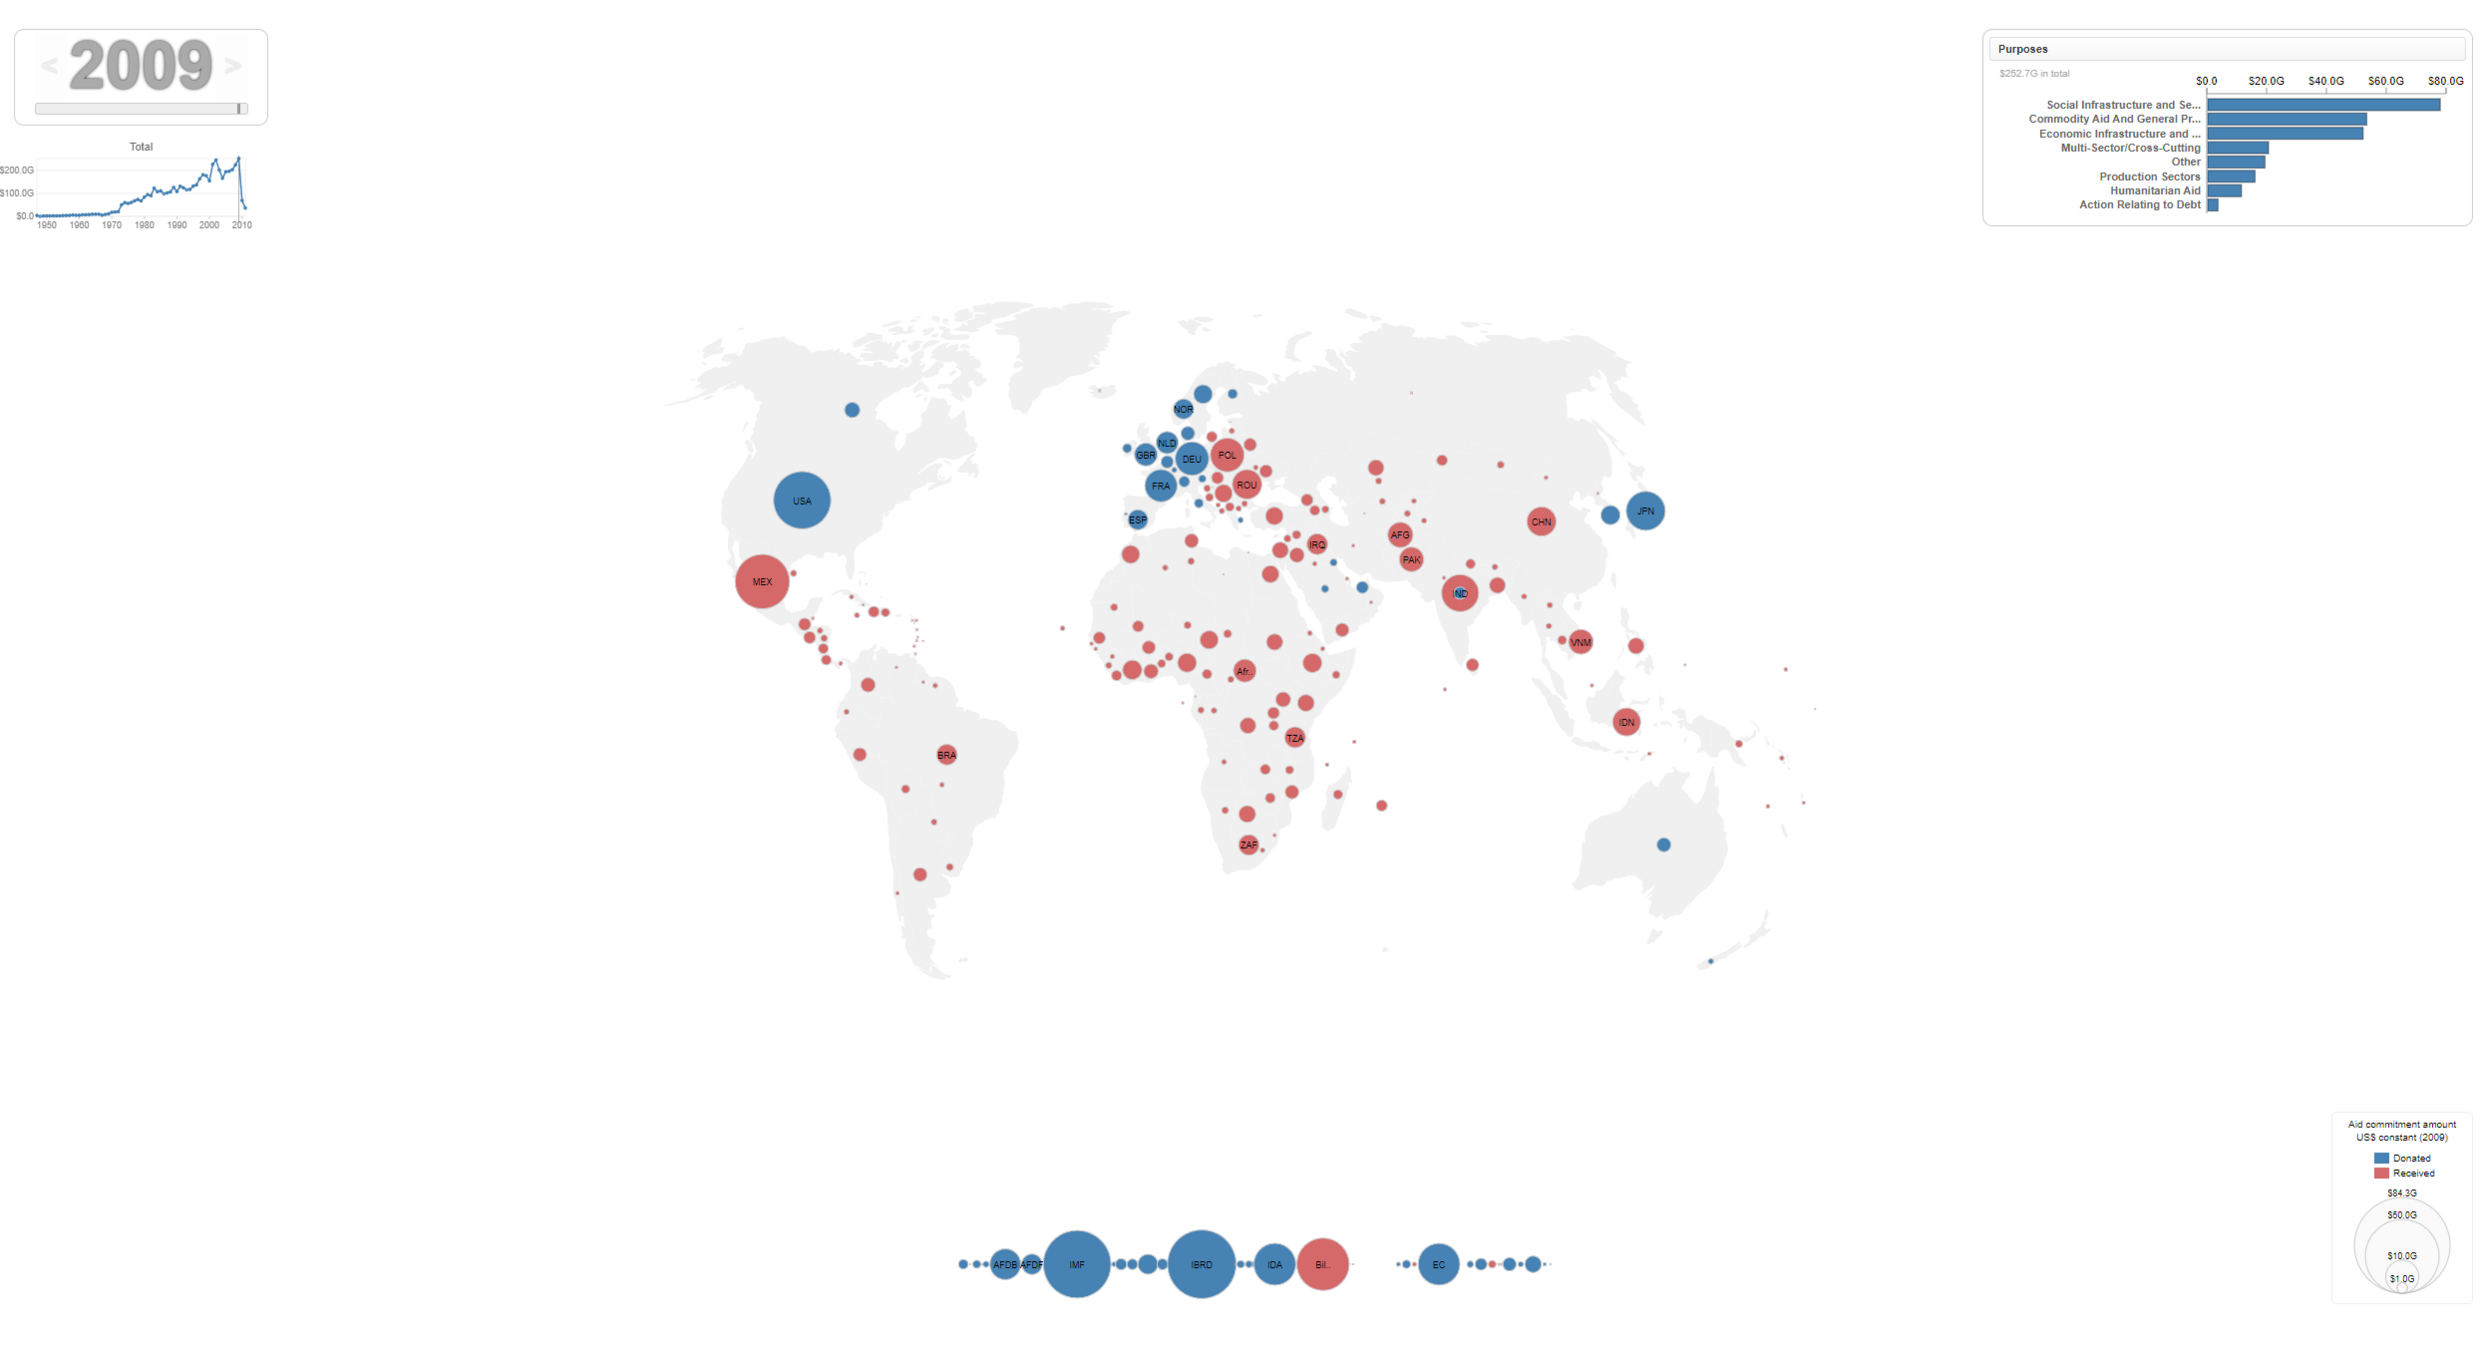 < 2009 >
Total
$200.0G
$100.0G
$0.0
1950 1960 1970 1980 1990 2000 2010
Purposes
$252.7G in total
$0.0 $20.0G $40.0G $60.0G $80.0G
Social Infrastructure and Se...
Commodity Aid And General Pr...
Economic Infrastructure and ...
Multi-Sector/Cross-Cutting
Other
Production Sectors
Humanitarian Aid
Action Relating to Debt
NOR
NLD
GBR
DEU
POL
FRA
ROU
USA
ESP
JPN
CHN
AFG
IRQ
PAK
MEX
IND
VNM
Afr..
IDN
TZA
BRA
ZAF
Aid commitment amount
US$ constant (2009)
Donated
Received
$84.3G
$50.0G
$10.0G
$1.0G
AFDB AFDF IMF IBRD IDA Bil.. EC